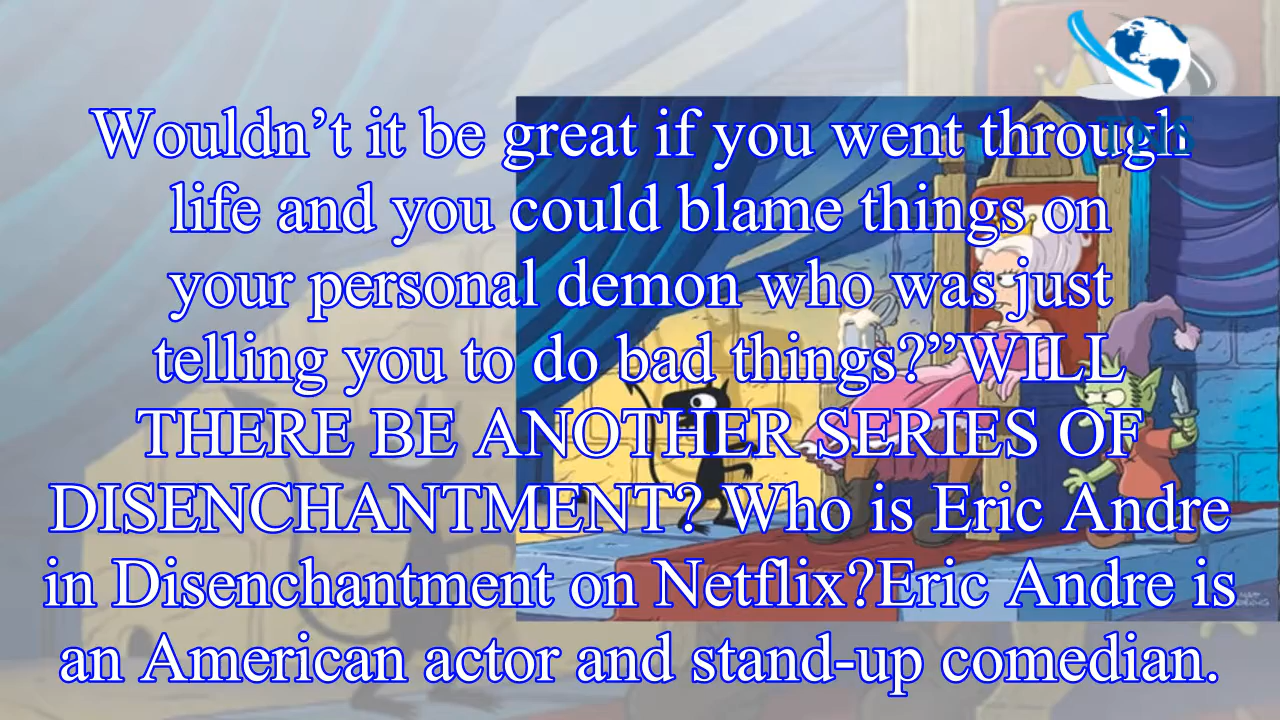 Wouldn’t it be great if you went through
life and you could blame things on
your personal demon who was just
telling you to do bad things?”WILL
THERE BE ANOTHER SERIES OF
DISENCHANTMENT? Who is Eric Andre
in Disenchantment on Netflix?Eric Andre is
an American actor and stand-up comedian.